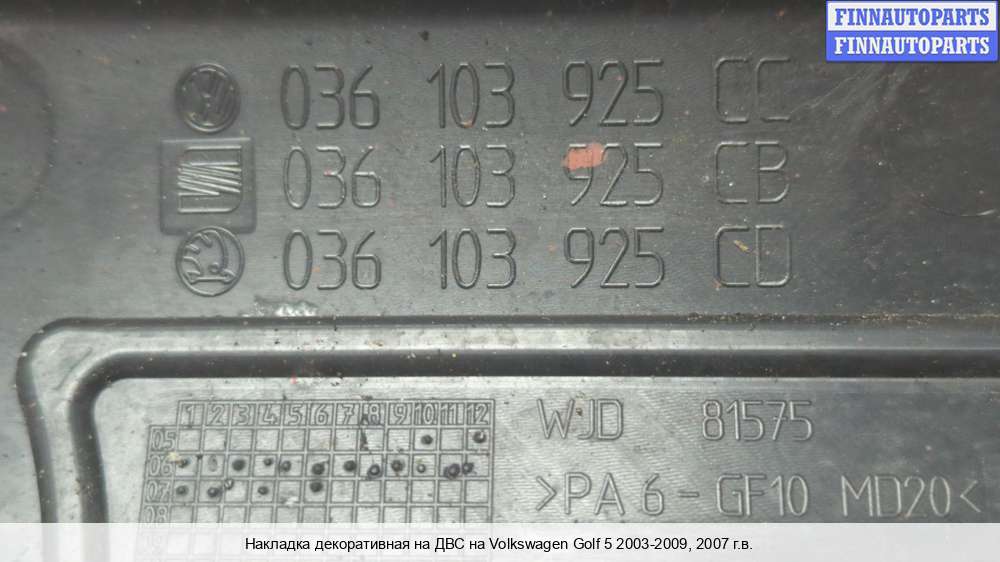 FINNAUTOPARTS
FINNAUTOPARTS
036 103 925 CC
036 103 925 CB
036 103 925 CD
1 2 3 4 5 6 7 8 9 10 11 12
05
06
07
08
WJD 81575
>PA6-GF10 MD20<
Накладка декоративная на ДВС на Volkswagen Golf 5 2003-2009, 2007 г.в.